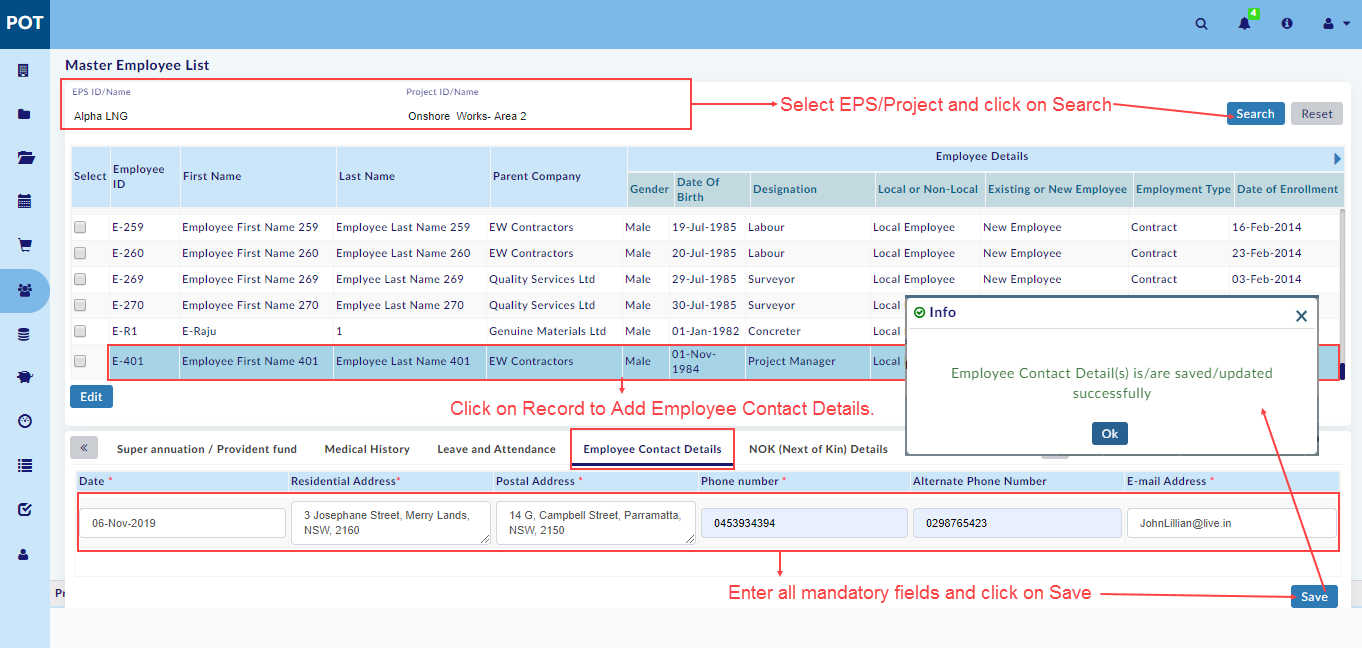 POT
4
Master Employee List
EPS ID/Name Project ID/Name
Alpha LNG Onshore Works- Area 2
Select EPS/Project and click on Search
Search Reset
Employee Details
Select Employee ID First Name Last Name Parent Company Gender Date Of Birth Designation Local or Non-Local Existing or New Employee Employment Type Date of Enrollment
E-259 Employee First Name 259 Employee Last Name 259 EW Contractors Male 19-Jul-1985 Labour Local Employee New Employee Contract 16-Feb-2014
E-260 Employee First Name 260 Employee Last Name 260 EW Contractors Male 20-Jul-1985 Labour Local Employee New Employee Contract 23-Feb-2014
E-269 Employee First Name 269 Emplyee Last Name 269 Quality Services Ltd Male 29-Jul-1985 Surveyor Local Employee New Employee Contract 03-Feb-2014
E-270 Employee First Name 270 Emplyee Last Name 270 Quality Services Ltd Male 30-Jul-1985 Surveyor Local
E-R1 E-Raju 1 Genuine Materials Ltd Male 01-Jan-1982 Concreter Local
E-401 Employee First Name 401 Employee Last Name 401 EW Contractors Male 01-Nov-1984 Project Manager Local
Info
Employee Contact Detail(s) is/are saved/updated
successfully
Ok
Edit
Click on Record to Add Employee Contact Details.
« Super annuation / Provident fund Medical History Leave and Attendance Employee Contact Details NOK (Next of Kin) Details
Date * Residential Address* Postal Address * Phone number * Alternate Phone Number E-mail Address *
06-Nov-2019 3 Josephane Street, Merry Lands, NSW, 2160 14 G, Campbell Street, Parramatta, NSW, 2150 0453934394 0298765423 JohnLillian@live.in
Enter all mandatory fields and click on Save
Save